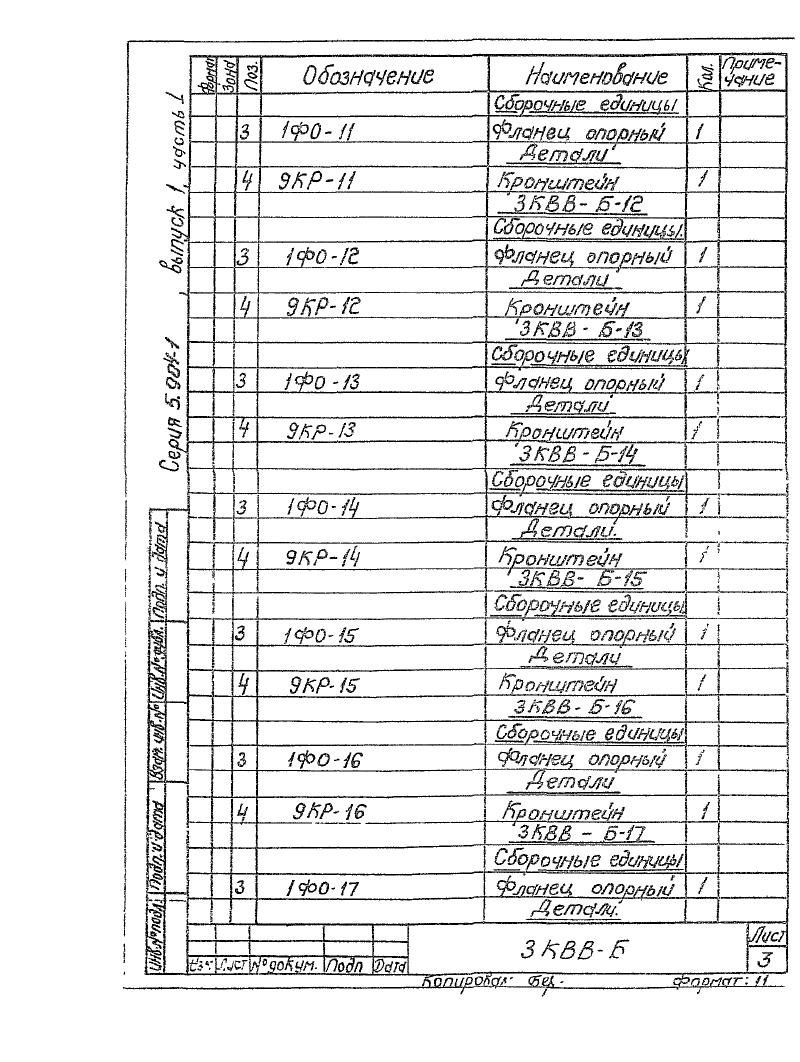 Серия 5.904-1 , выпуск 1, часть 1
Формат Зона Поз. Обозначение Наименование Кол. Приме-
чание
Сборочные единицы
3 1ФО-11 Фланец опорный 1
Детали
4 9КР-11 Кронштейн 1
3КВВ-Б-12
Сборочные единицы.
3 1ФО-12 Фланец опорный 1
Детали
4 9КР-12 Кронштейн 1
3КВВ-Б-13
Сборочные единицы
3 1ФО-13 Фланец опорный 1
Детали
4 9КР-13 Кронштейн 1
3КВВ-Б-14
Сборочные единицы
3 1ФО-14 Фланец опорный 1
Детали.
4 9КР-14 Кронштейн 1
3КВВ-Б-15
Сборочные единицы
3 1ФО-15 Фланец опорный 1
Детали
4 9КР-15 Кронштейн 1
3КВВ-Б-16
Сборочные единицы
3 1ФО-16 Фланец опорный 1
Детали
4 9КР-16 Кронштейн 1
3КВВ-Б-17
Сборочные единицы
3 1ФО-17 Фланец опорный 1
Детали.
Инв.№подл. Подп. и дата Взам. инв.№ Инв.№дубл. Подп. и дата
Изм Лист №докум. Подп Дата
3КВВ-Б
Лист
3
Копировал: Формат: 11